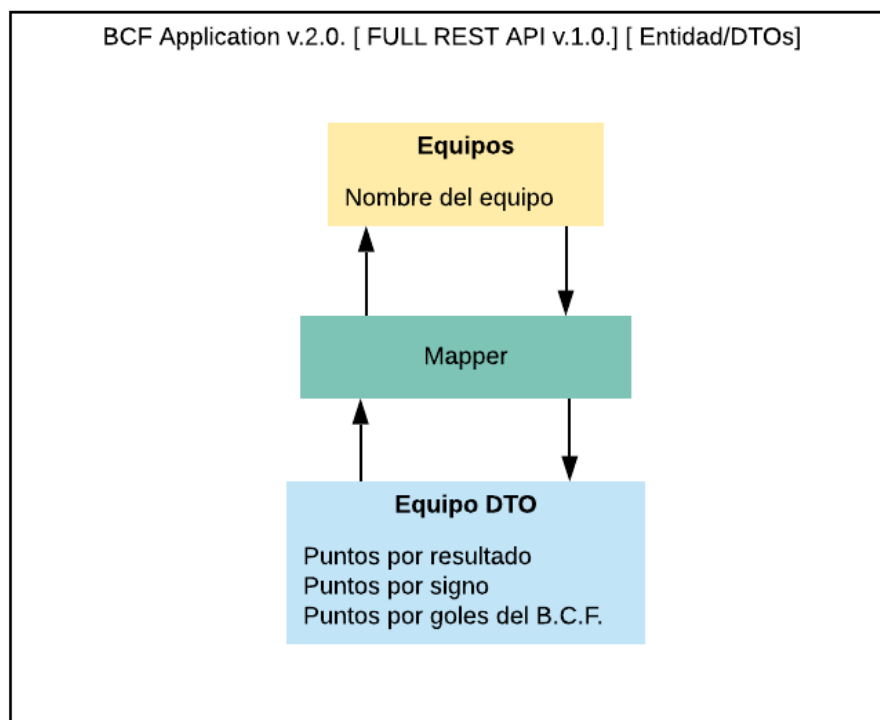 BCF Application v.2.0. [ FULL REST API v.1.0.] [ Entidad/DTOs]
Equipos
Nombre del equipo
Mapper
Equipo DTO
Puntos por resultado
Puntos por signo
Puntos por goles del B.C.F.